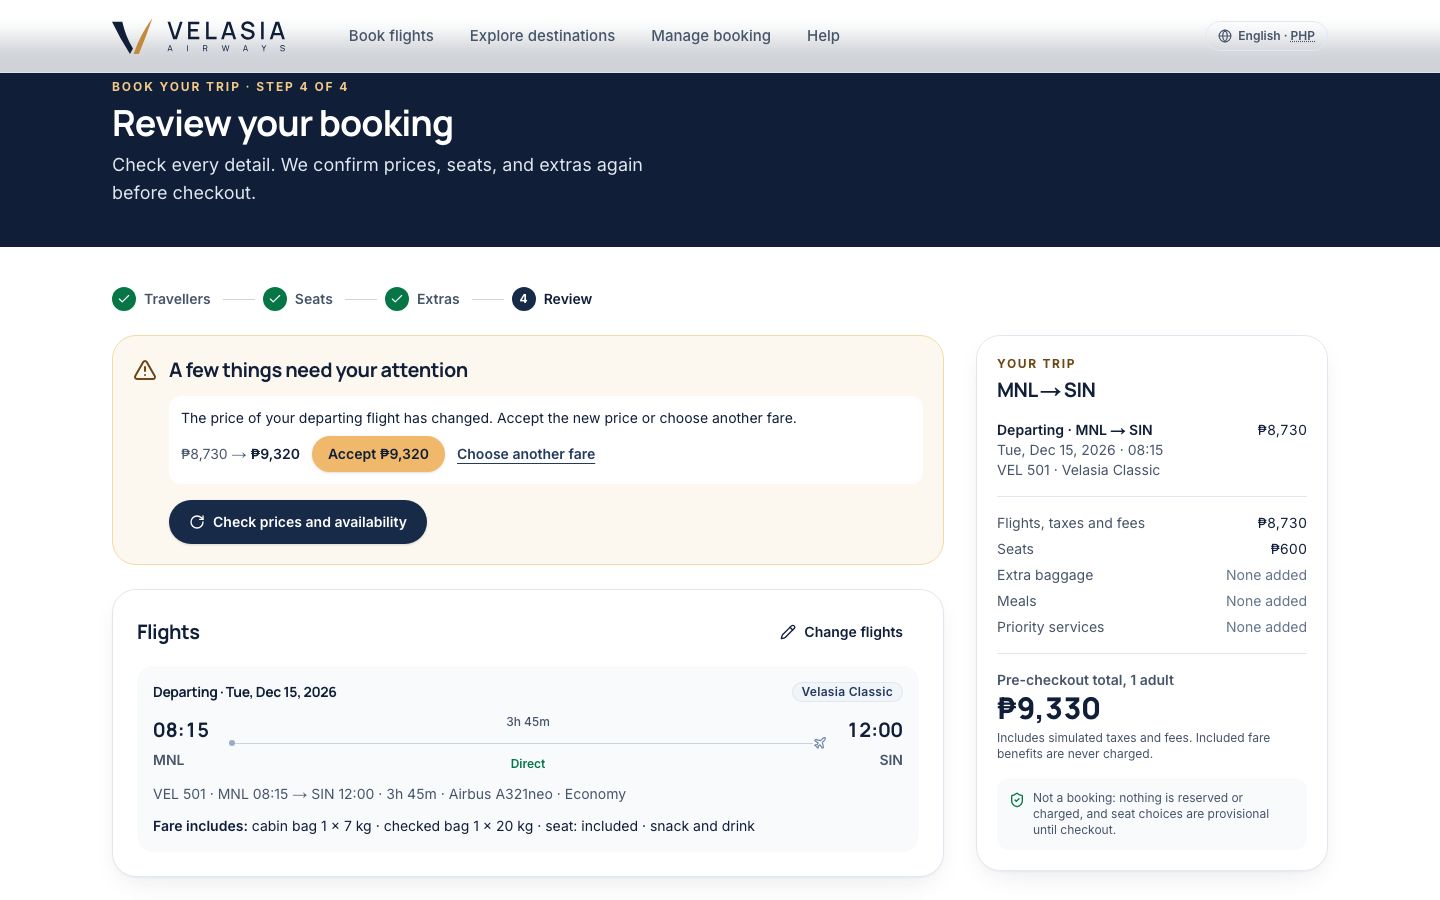 VELASIA
AIRWAYS
Book flights
Explore destinations
Manage booking
Help
English · PHP
BOOK YOUR TRIP · STEP 4 OF 4
Review your booking
Check every detail. We confirm prices, seats, and extras again
before checkout.
Travellers
Seats
Extras
4 Review
A few things need your attention
The price of your departing flight has changed. Accept the new price or choose another fare.
₱8,730 → ₱9,320
Accept ₱9,320
Choose another fare
Check prices and availability
Flights
Change flights
Departing · Tue, Dec 15, 2026
Velasia Classic
08:15
3h 45m
12:00
MNL
Direct
SIN
VEL 501 · MNL 08:15 → SIN 12:00 · 3h 45m · Airbus A321neo · Economy
Fare includes: cabin bag 1 × 7 kg · checked bag 1 × 20 kg · seat: included · snack and drink
YOUR TRIP
MNL → SIN
Departing · MNL → SIN ₱8,730
Tue, Dec 15, 2026 · 08:15
VEL 501 · Velasia Classic
Flights, taxes and fees ₱8,730
Seats ₱600
Extra baggage None added
Meals None added
Priority services None added
Pre-checkout total, 1 adult
₱9,330
Includes simulated taxes and fees. Included fare
benefits are never charged.
Not a booking: nothing is reserved or
charged, and seat choices are provisional
until checkout.